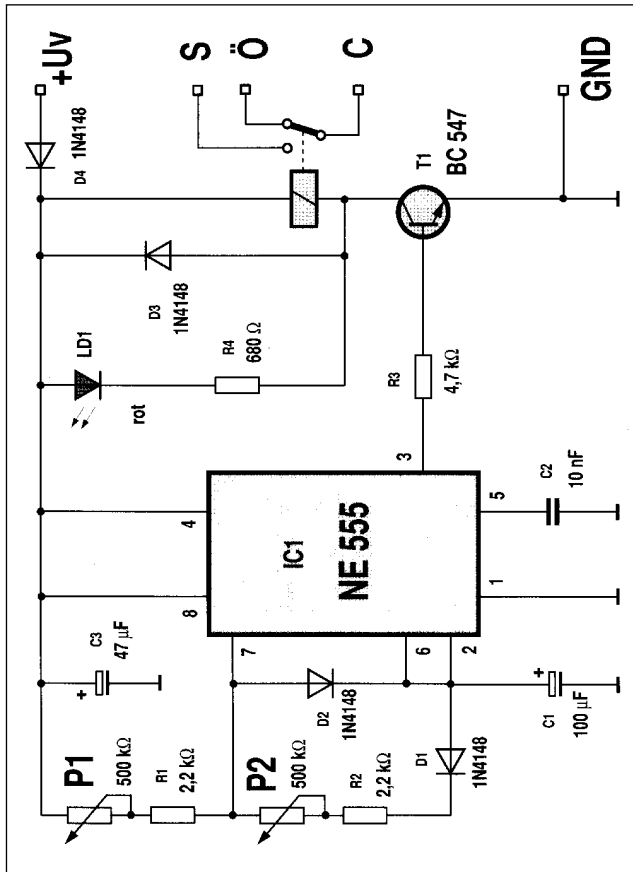 +Uv
S
Ö
C
GND
D4 1N4148
D3
1N4148
LD1
rot
R4
680 Ω
T1
BC 547
R3
4,7 kΩ
IC1
NE 555
8
4
3
7
6
2
1
5
C3
47 µF
+
P1
500 kΩ
R1
2,2 kΩ
P2
500 kΩ
R2
2,2 kΩ
D2
1N4148
D1
1N4148
C1
100 µF
+
C2
10 nF